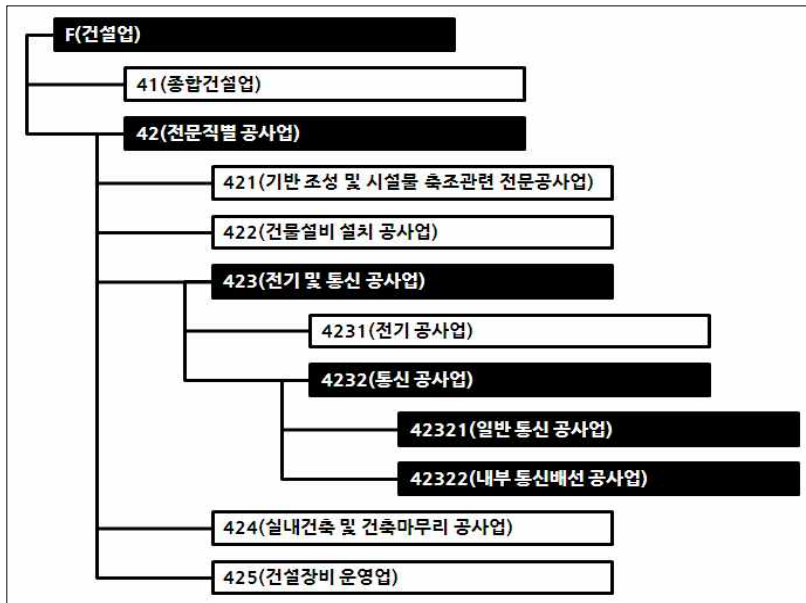 F(건설업)
41(종합건설업)
42(전문직별 공사업)
421(기반 조성 및 시설물 축조관련 전문공사업)
422(건물설비 설치 공사업)
423(전기 및 통신 공사업)
4231(전기 공사업)
4232(통신 공사업)
42321(일반 통신 공사업)
42322(내부 통신배선 공사업)
424(실내건축 및 건축마무리 공사업)
425(건설장비 운영업)